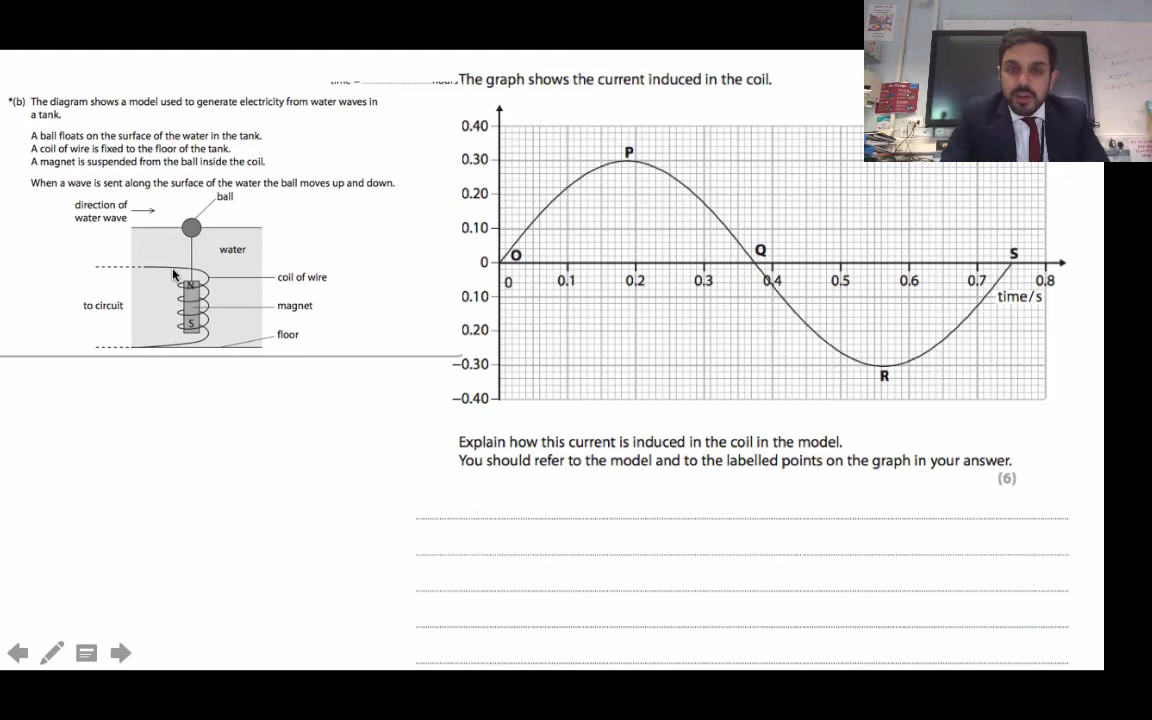 *(b) The diagram shows a model used to generate electricity from water waves in
a tank.
A ball floats on the surface of the water in the tank.
A coil of wire is fixed to the floor of the tank.
A magnet is suspended from the ball inside the coil.
When a wave is sent along the surface of the water the ball moves up and down.
direction of
water wave
ball
water
coil of wire
to circuit
N
magnet
S
floor
The graph shows the current induced in the coil.
0.40
0.30
0.20
0.10
0
0.10
0.20
−0.30
−0.40
P
O
Q
S
R
0 0.1 0.2 0.3 0.4 0.5 0.6 0.7 0.8
time/s
Explain how this current is induced in the coil in the model.
You should refer to the model and to the labelled points on the graph in your answer.
(6)